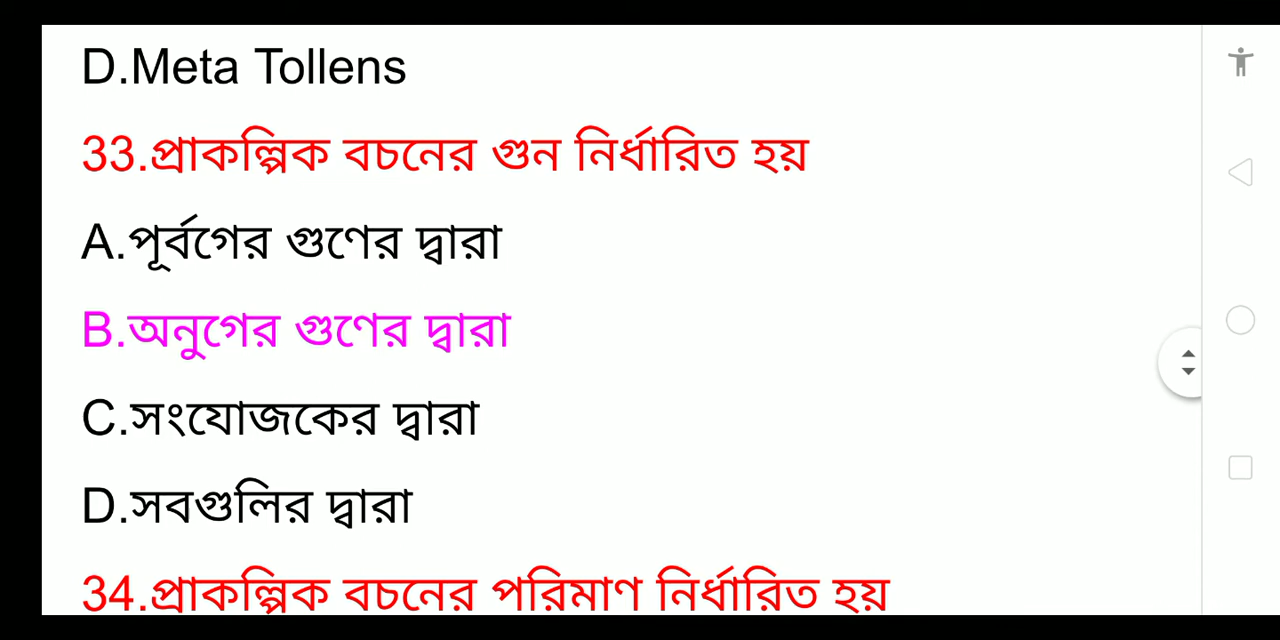 D.Meta Tollens
33.প্রাকল্পিক বচনের গুন নির্ধারিত হয়
A.পূর্বগের গুণের দ্বারা
B.অনুগের গুণের দ্বারা
C.সংযোজকের দ্বারা
D.সবগুলির দ্বারা
34.প্রাকল্পিক বচনের পরিমাণ নির্ধারিত হয়